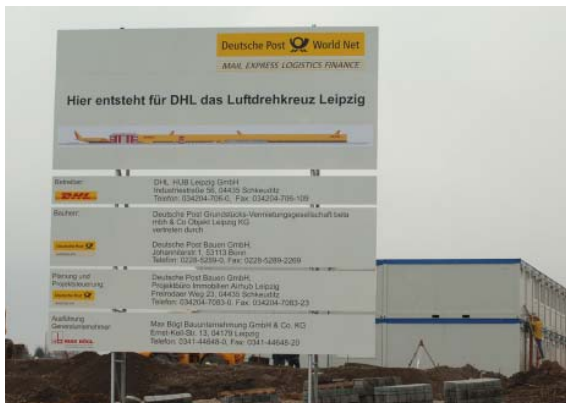 Deutsche Post World Net
MAIL EXPRESS LOGISTICS FINANCE
Hier entsteht für DHL das Luftdrehkreuz Leipzig
Betreiber:
DHL
DHL HUB Leipzig GmbH
Industriestraße 56, 04435 Schkeuditz
Telefon: 034204-706-0, Fax: 034204-706-109
Bauherr:
Deutsche Post Grundstücks-Vermietungsgesellschaft beta
mbh & Co Objekt Leipzig KG
vertreten durch
Deutsche Post
Deutsche Post Bauen GmbH,
Johannterstr.1, 53113 Bonn
Telefon: 0228-5289-0, Fax: 0228-5289-2269
Planung und
Projektsteuerung:
Deutsche Post
Deutsche Post Bauen GmbH,
Projektbüro Immobilien Airhub Leipzig
Freirodaer Weg 23, 04435 Schkeuditz
Telefon: 034204-7083-0, Fax: 034204-7083-23
Ausführung
Generalunternehmer:
MAX BÖGL
Max Bögl Bauunternehmung GmbH & Co. KG
Ernst-Keil-Str. 13, 04179 Leipzig
Telefon: 0341-44648-0, Fax: 0341-44648-20